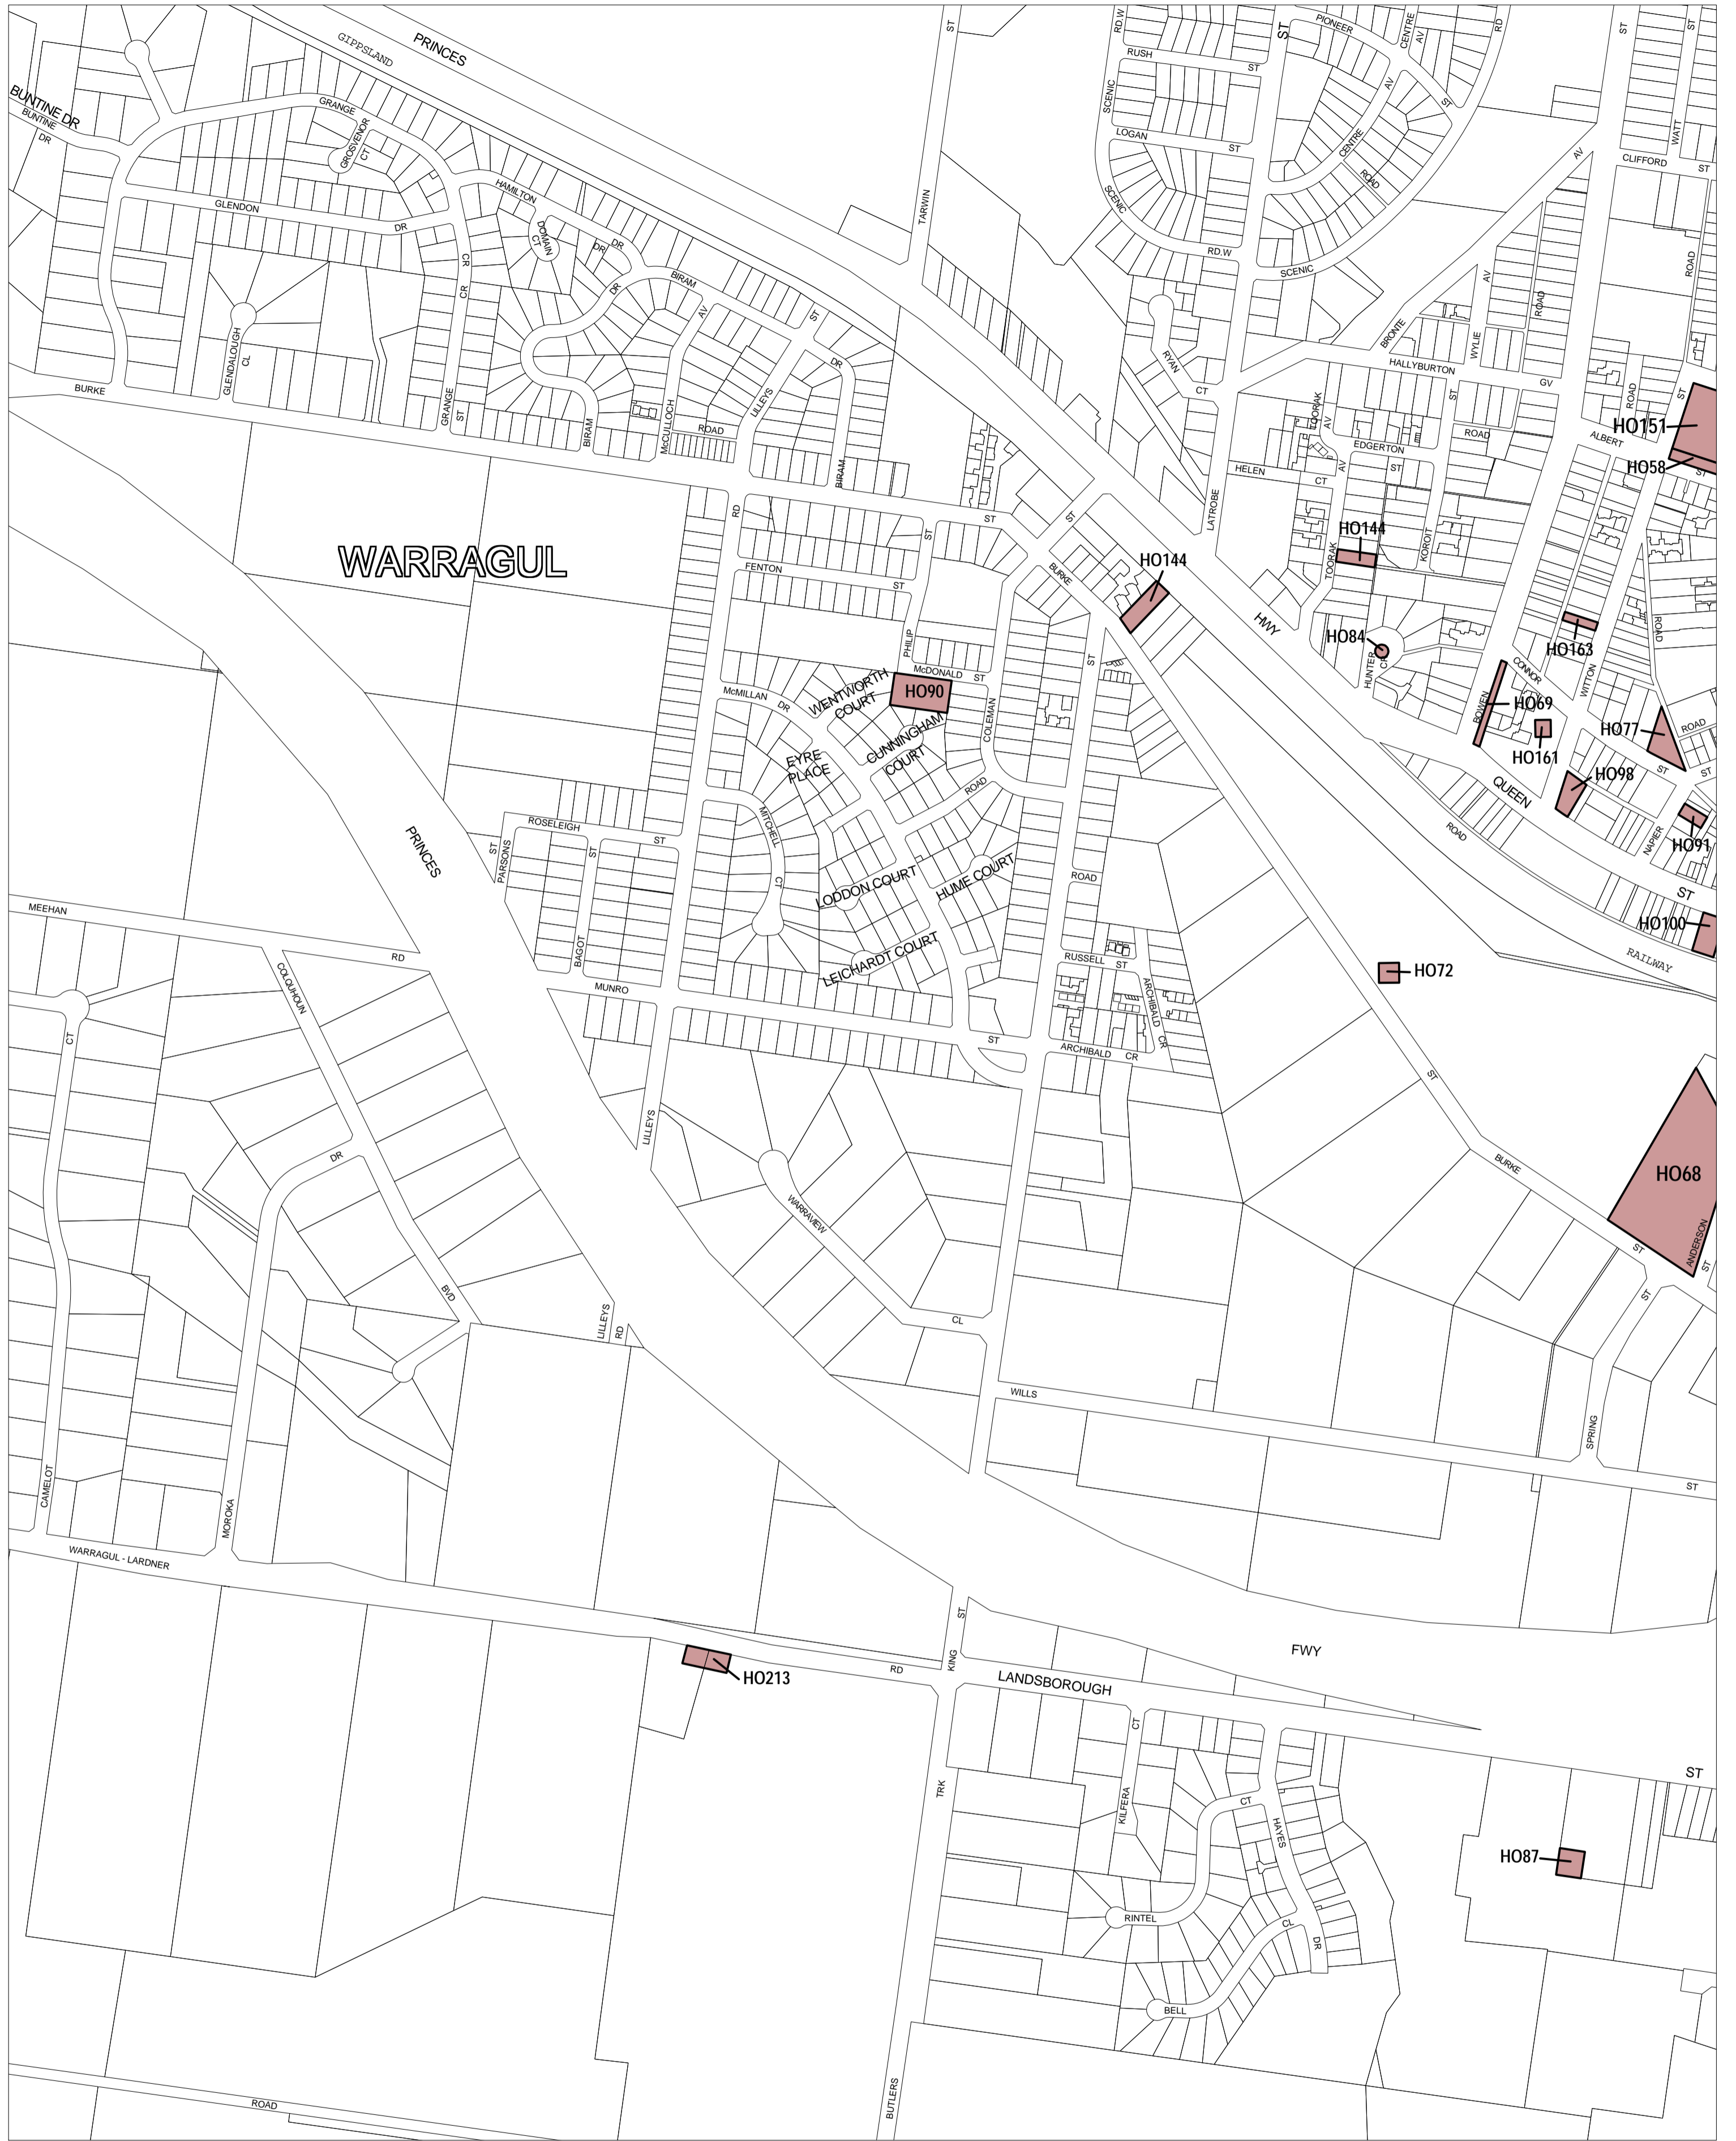 PRINCES
GIPPSLAND
ST
RD.W
RUSH
ST
ST
PIONEER
CENTRE
AV
RD
ST
ST
BUNTINE DR
BUNTINE
DR
GRANGE
GROSVENOR
CT
SCENIC
LOGAN
ST
AV
ST
CENTRE
ROAD
AV
WATT
CLIFFORD
ST
HAMILTON
GLENDON
DR
DOMAIN
CT
DR
DR
TARWIN
SCENIC
RD.W
SCENIC
CR
CR
DR
BIRAM
AV
ST
DR
AV
ROAD
ROAD
BRONTE
WYLIE
HALLYBURTON
GV
RYAN
CT
GLENDALOUGH
CL
BURKE
GRANGE
ST
BIRAM
McCULLOCH
LILLEYS
ROAD
BIRAM
TOORAK
AV
ST
ROAD
ROAD
ST
HO151
ALBERT
EDGERTON
AV
ST
HELEN
CT
HO58
ST
LATROBE
RD
ST
ST
ST
HO144
KOROIT
TOORAK
WARRAGUL
FENTON
ST
BURKE
HO144
HWY
PHILIP
ST
HO84
HUNTER
CR
HO163
ROAD
McDONALD
ST
HO90
WENTWORTH
COURT
McMILLAN
DR
CUNNINGHAM
COURT
COLEMAN
CONNOR
WITTON
BOWEN
HO69
HO161
HO77
ROAD
ST
ST
EYRE
PLACE
ROAD
QUEEN
HO98
ROAD
NAPIER
HO91
PRINCES
ROSELEIGH
ST
ST
PARSONS
ST
MITCHELL
CT
LODDON COURT
HUME COURT
ROAD
ST
MEEHAN
RD
BAGOT
LEICHARDT COURT
HO100
RAILWAY
RUSSELL
ST
HO72
COLQUHOUN
MUNRO
ARCHIBALD
CR
CT
ST
ARCHIBALD
CR
ST
LILLEYS
DR
BURKE
HO68
WARRAVIEW
ST
ANDERSON
ST
BVD
ST
LILLEYS
RD
CL
WILLS
SPRING
ST
CAMELOT
MOROKA
WARRAGUL - LARDNER
ST
KING
FWY
HO213
RD
LANDSBOROUGH
CT
ST
TRK
KILFERA
CT
HAYES
HO87
RINTEL
CL
DR
BELL
BUTLERS
ROAD